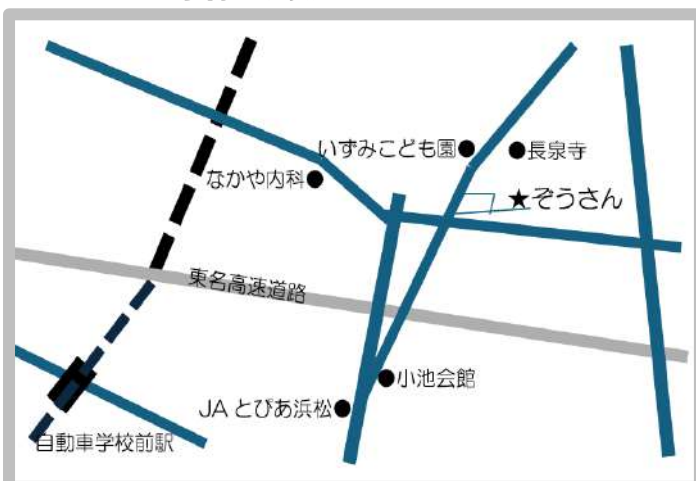 いずみこども園●
●長泉寺
なかや内科●
★ぞうさん
東名高速道路
●小池会館
JAとぴあ浜松●
自動車学校前駅